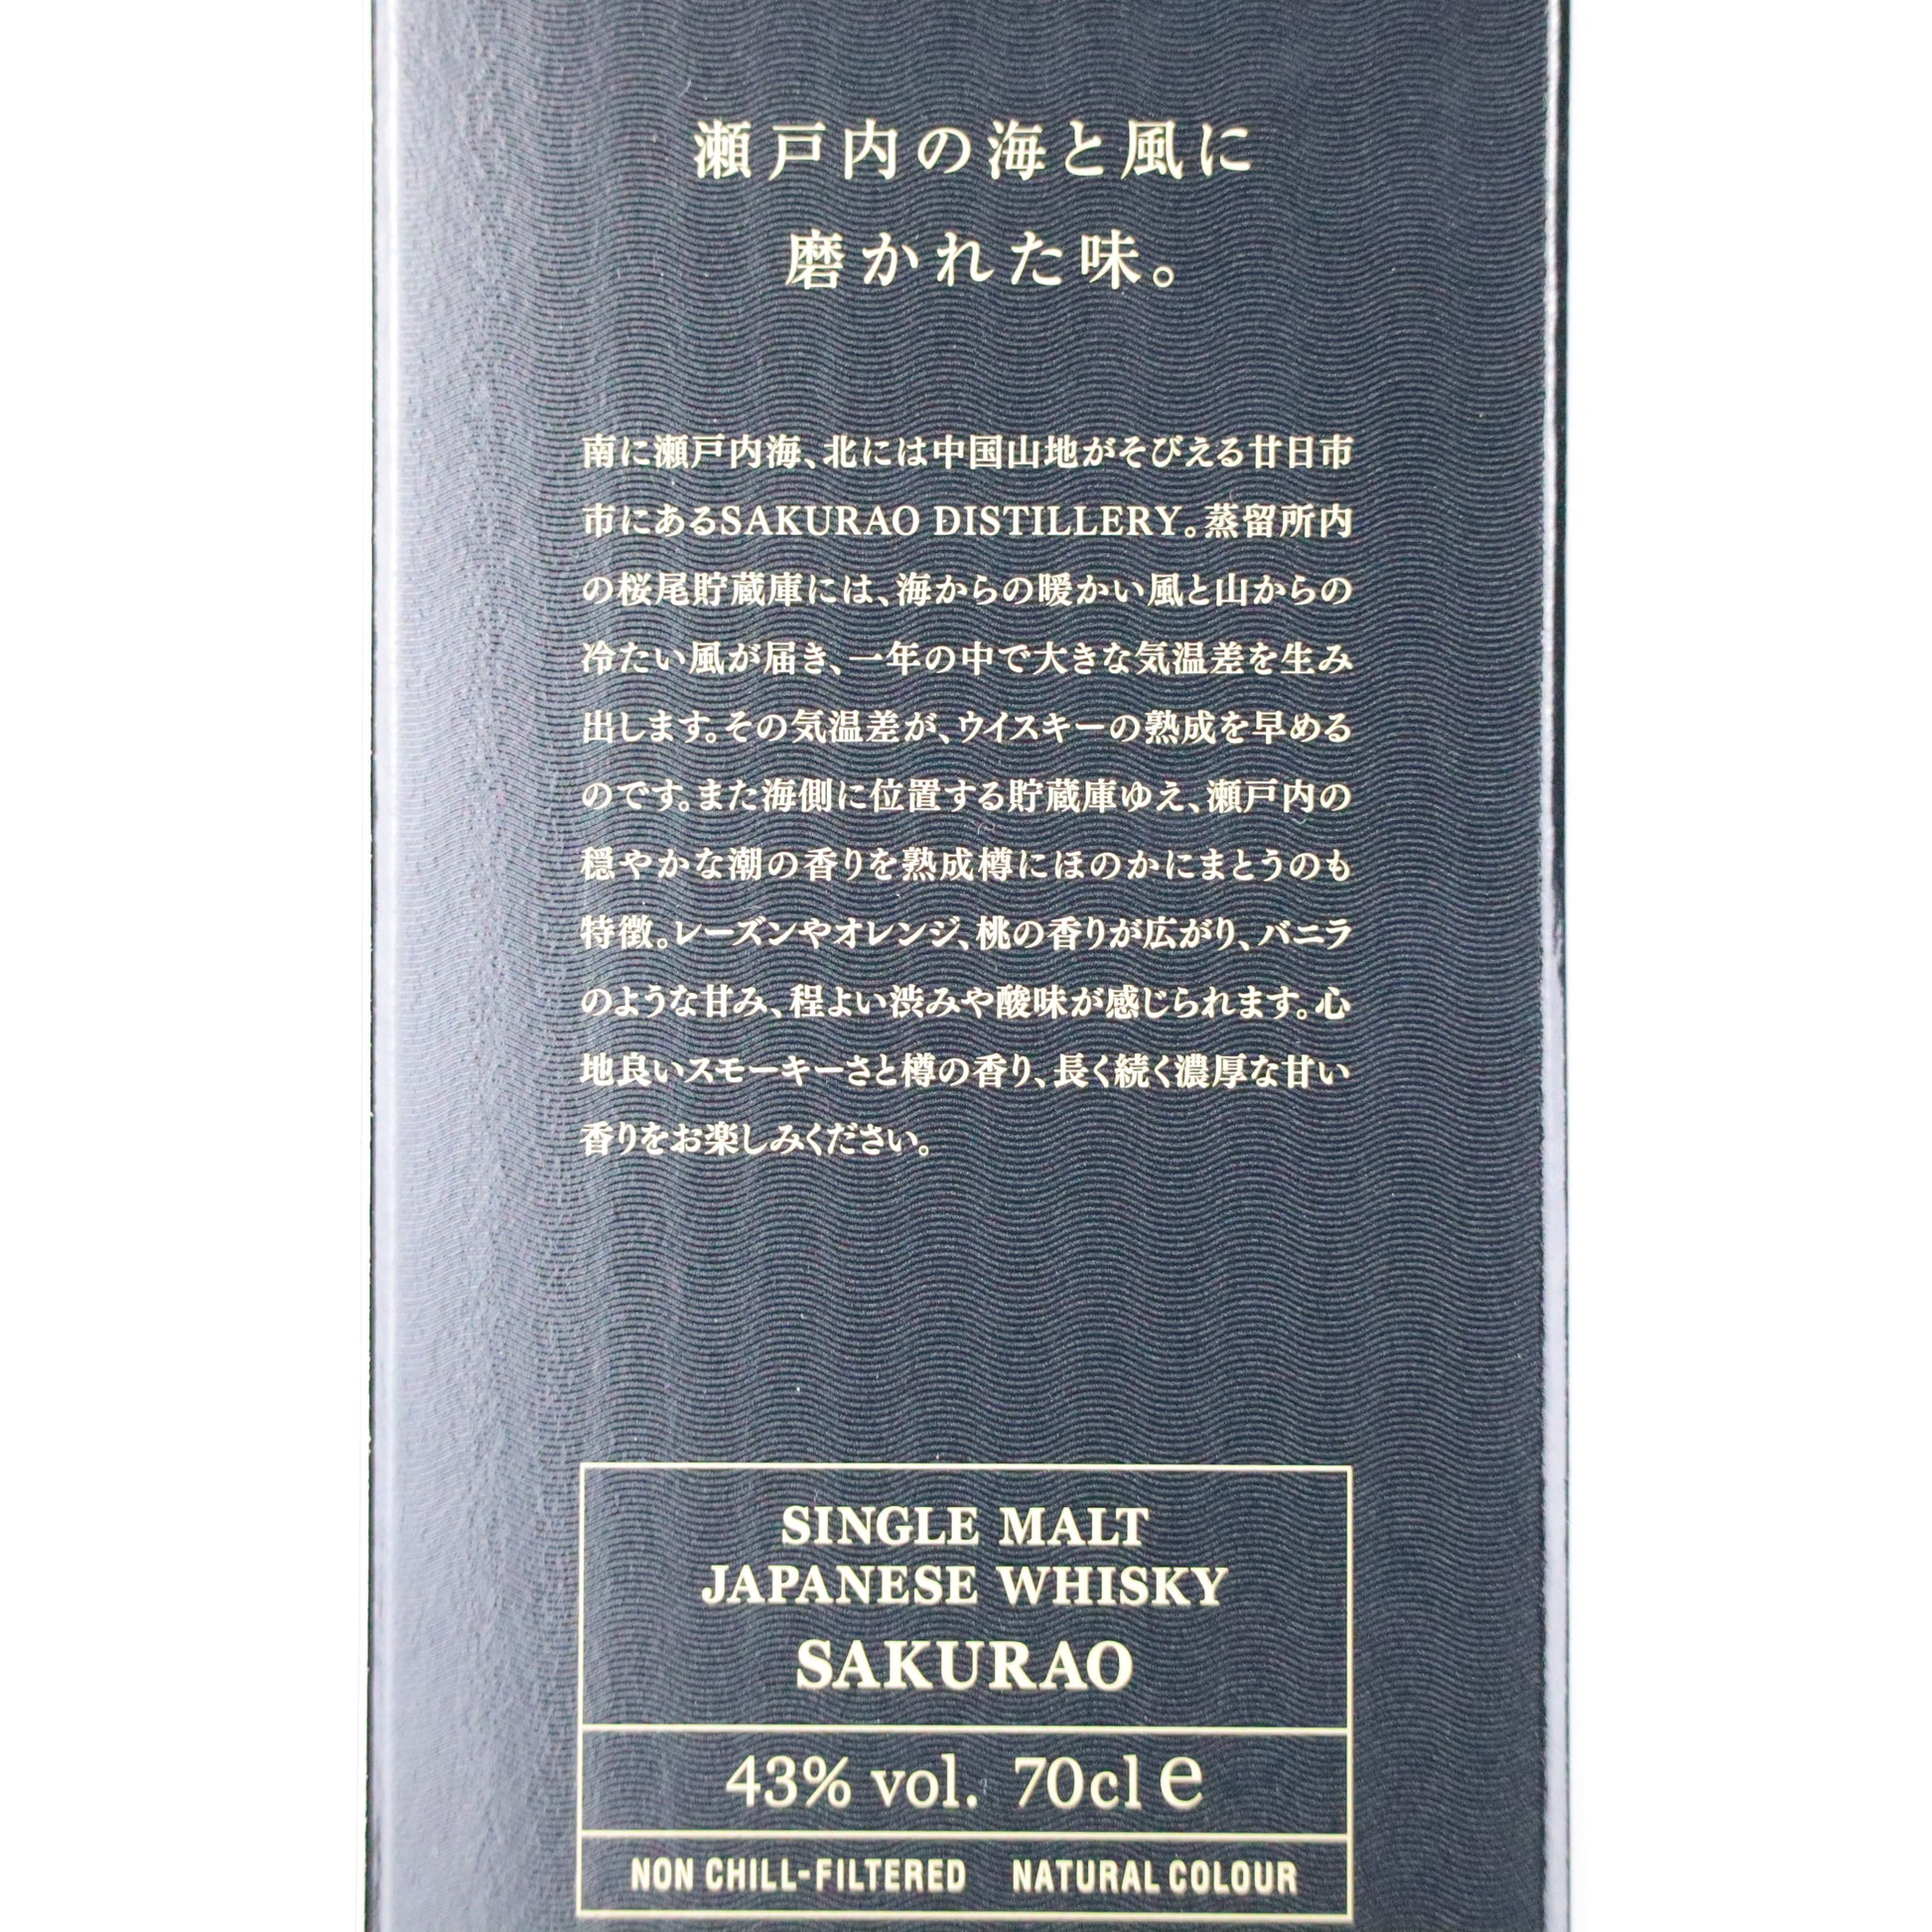 瀬戸内の海と風に
磨かれた味。
南に瀬戸内海、北には中国山地がそびえる廿日市
市にあるSAKURAO DISTILLERY。蒸留所内
の桜尾貯蔵庫には、海からの暖かい風と山からの
冷たい風が届き、一年の中で大きな気温差を生み
出します。その気温差が、ウイスキーの熟成を早める
のです。また海側に位置する貯蔵庫ゆえ、瀬戸内の
穏やかな潮の香りを熟成樽にほのかにまとうのも
特徴。レーズンやオレンジ、桃の香りが広がり、バニラ
のような甘み、程よい渋みや酸味が感じられます。心
地良いスモーキーさと樽の香り、長く続く濃厚な甘い
香りをお楽しみください。
SINGLE MALT
JAPANESE WHISKY
SAKURAO
43% vol. 70cl e
NON CHILL-FILTERED NATURAL COLOUR